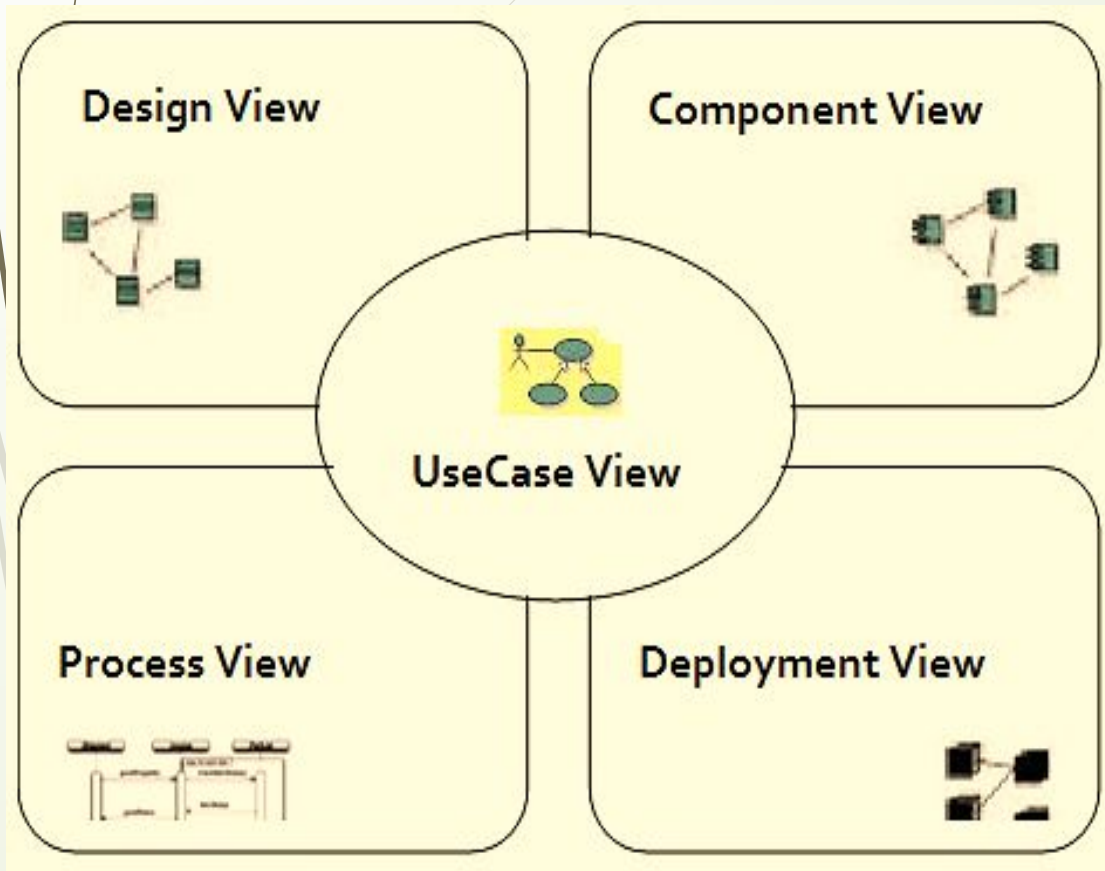 Design View
Component View
UseCase View
Process View
Deployment View